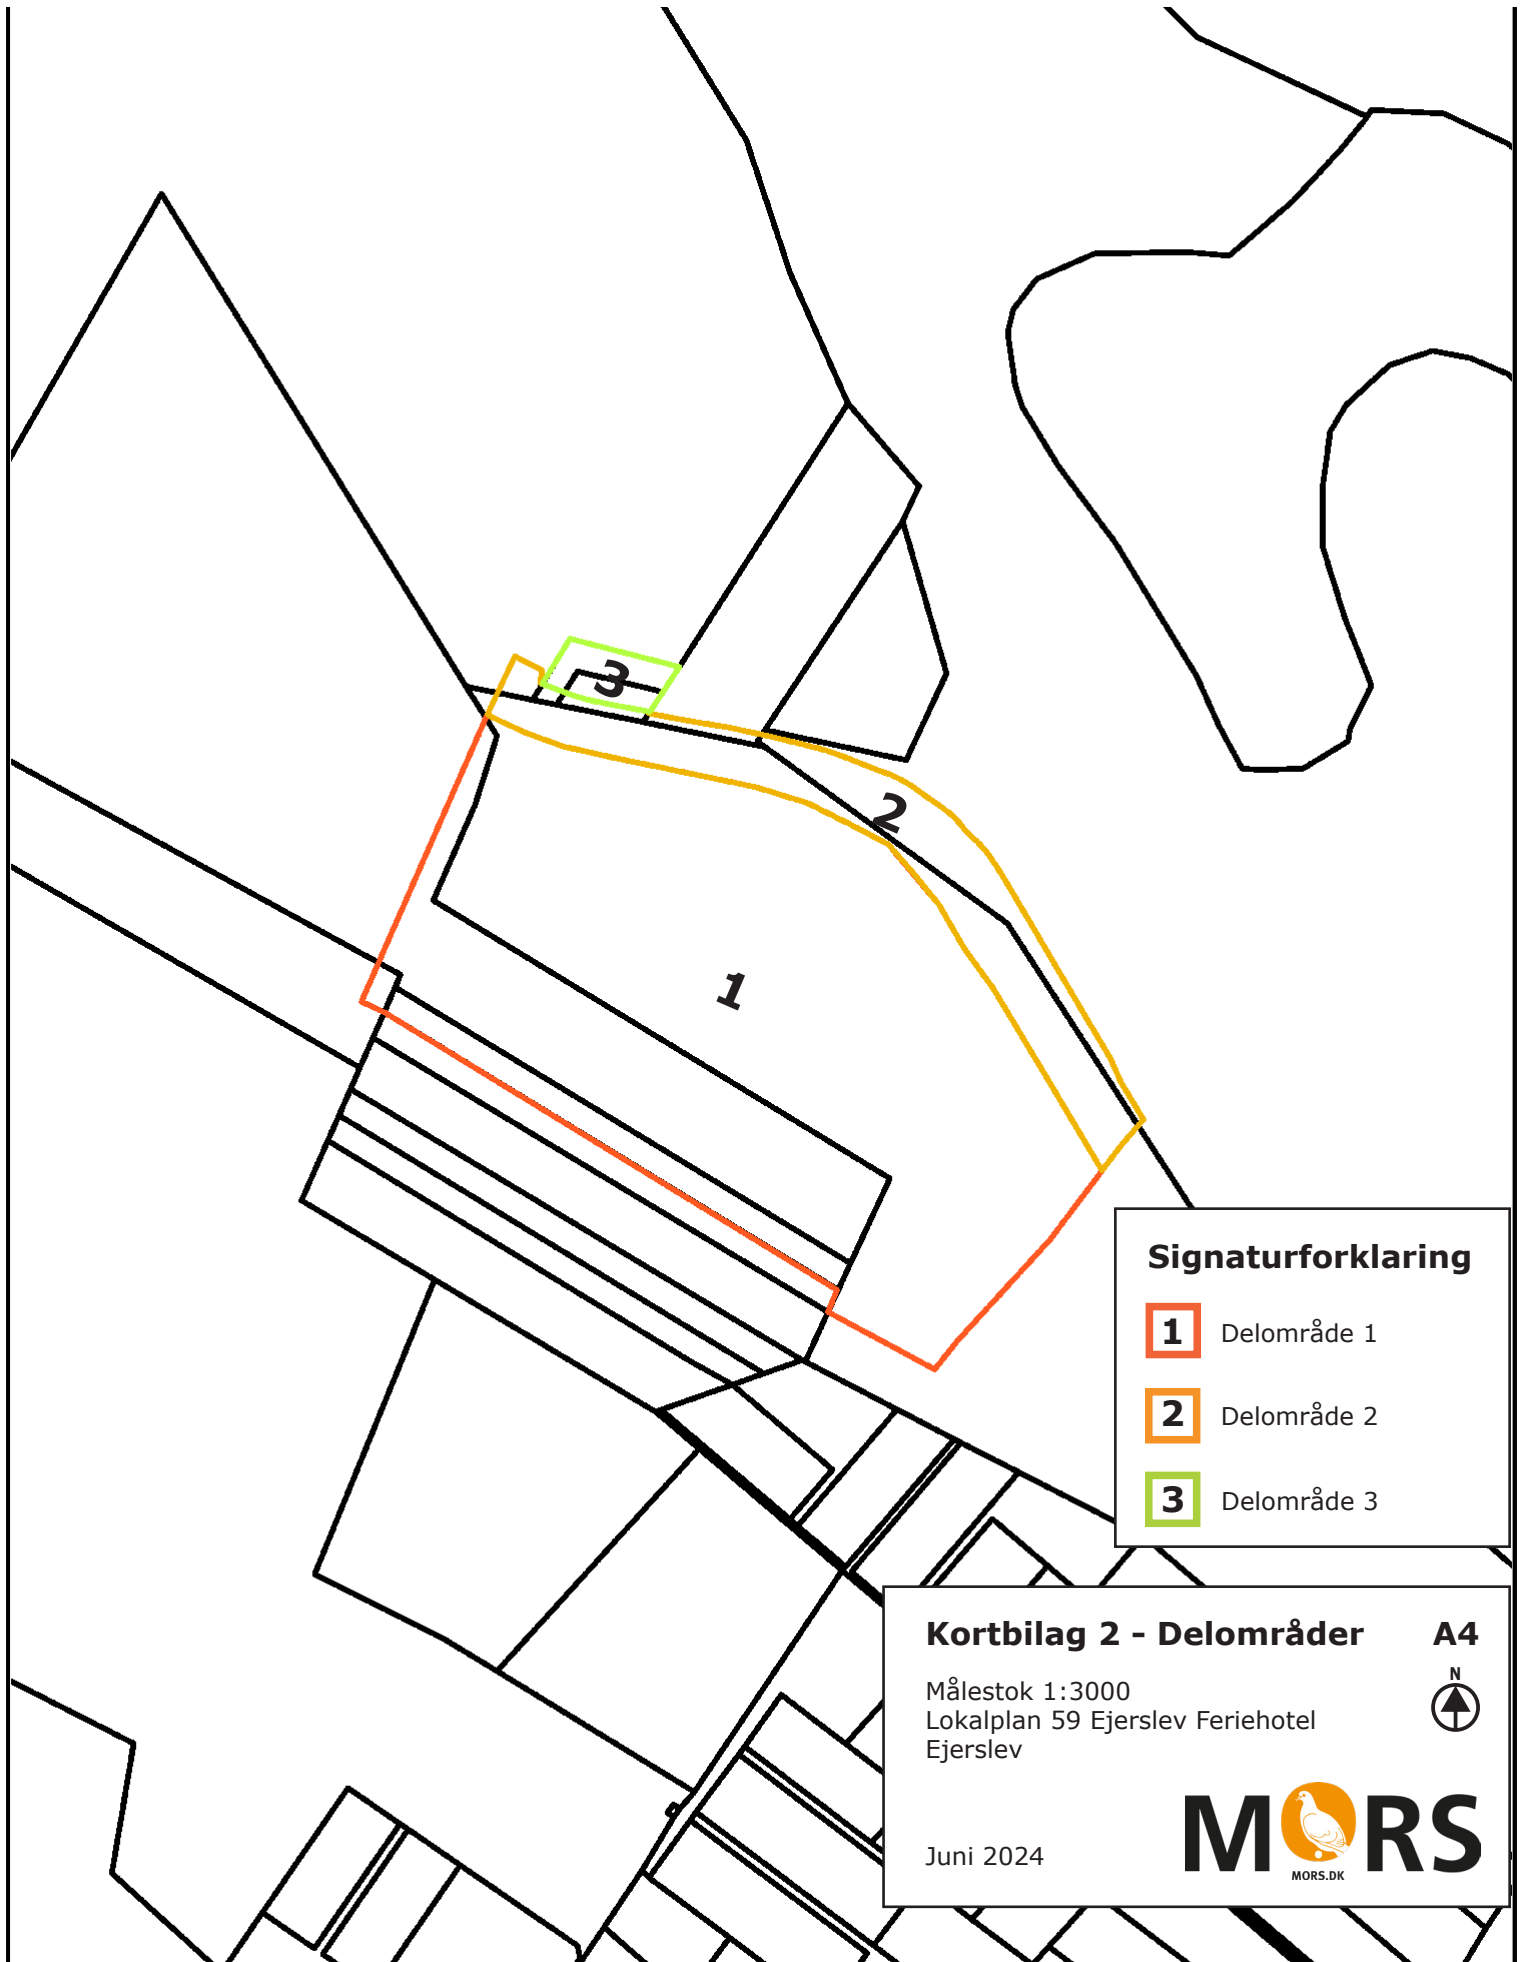 3
2
1
Signaturforklaring
1 Delområde 1
2 Delområde 2
3 Delområde 3
Kortbilag 2 - Delområder A4
N
Målestok 1:3000
Lokalplan 59 Ejerslev Feriehotel
Ejerslev
MORS
MORS.DK
Juni 2024